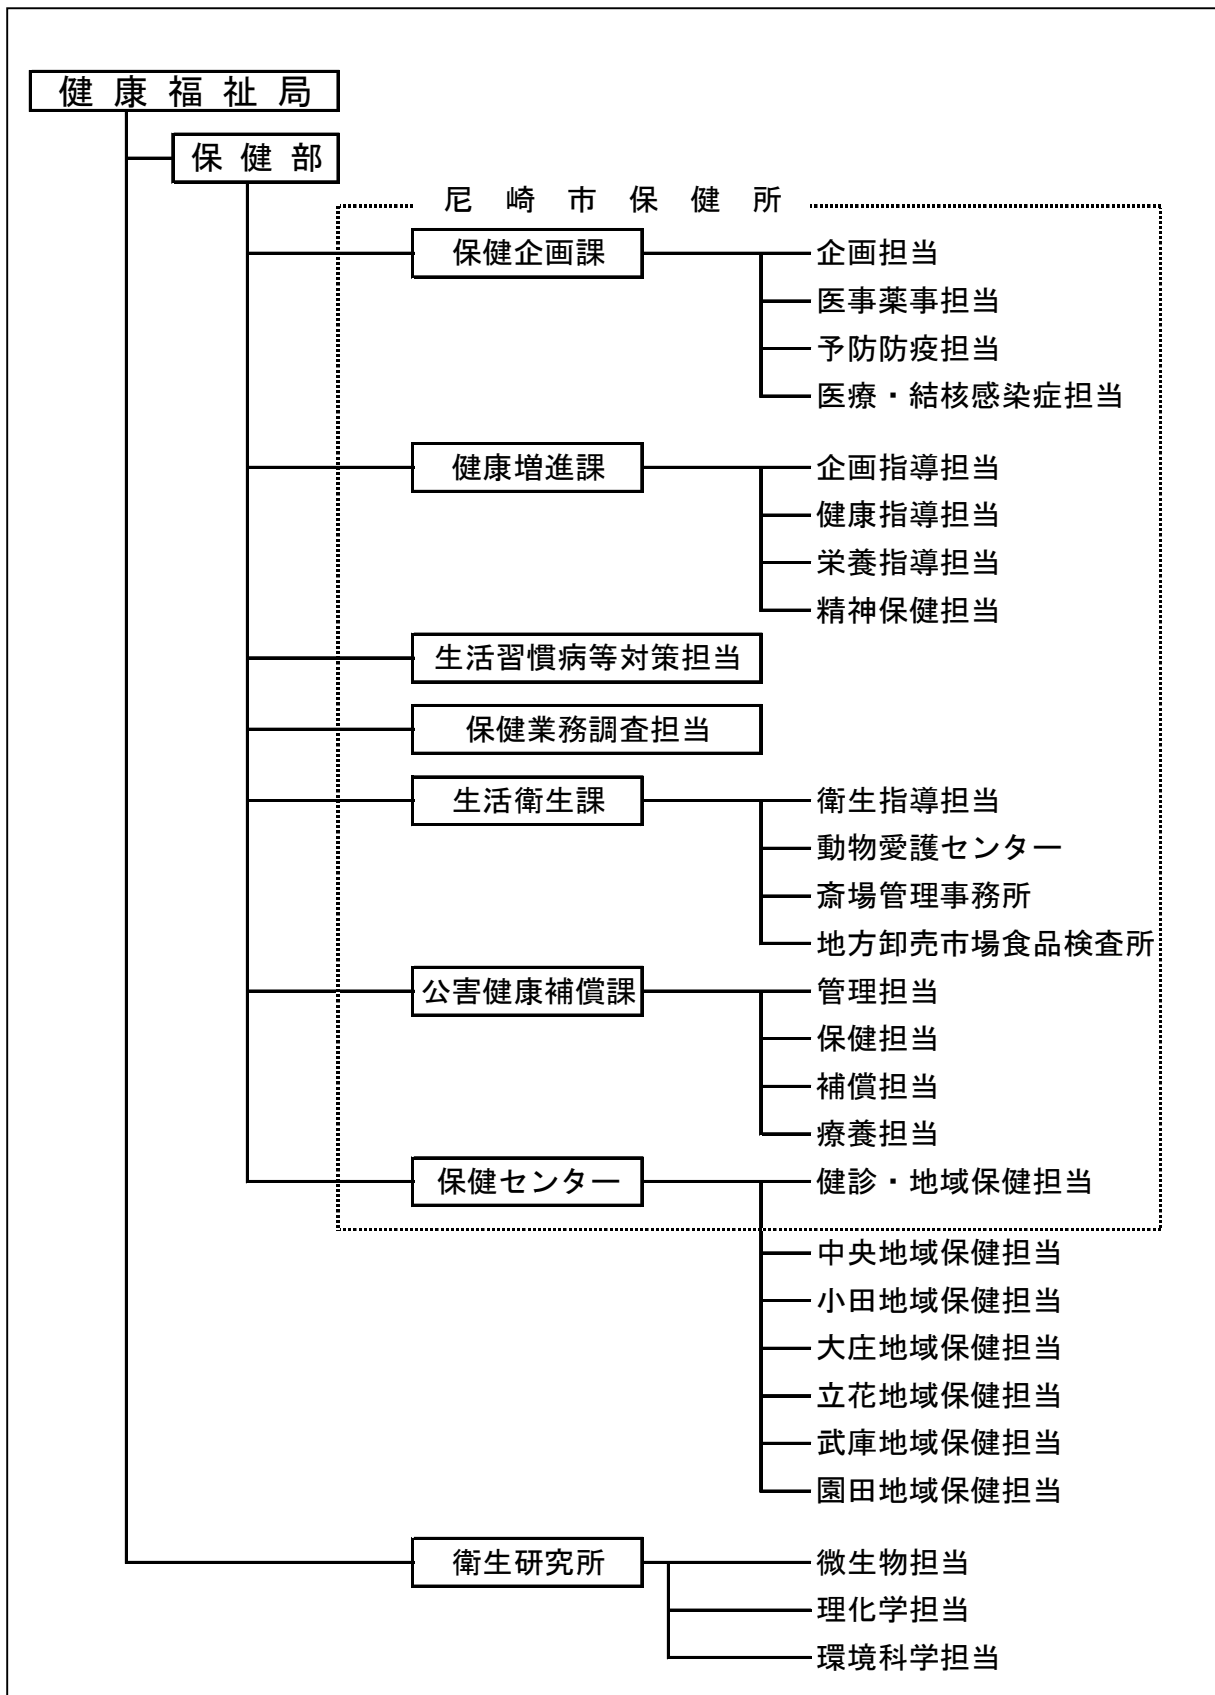 健康福祉局
保健部
尼崎市保健所
保健企画課
企画担当
医事薬事担当
予防防疫担当
医療・結核感染症担当
健康増進課
企画指導担当
健康指導担当
栄養指導担当
精神保健担当
生活習慣病等対策担当
保健業務調査担当
生活衛生課
衛生指導担当
動物愛護センター
斎場管理事務所
地方卸売市場食品検査所
公害健康補償課
管理担当
保健担当
補償担当
療養担当
保健センター
健診・地域保健担当
中央地域保健担当
小田地域保健担当
大庄地域保健担当
立花地域保健担当
武庫地域保健担当
園田地域保健担当
衛生研究所
微生物担当
理化学担当
環境科学担当